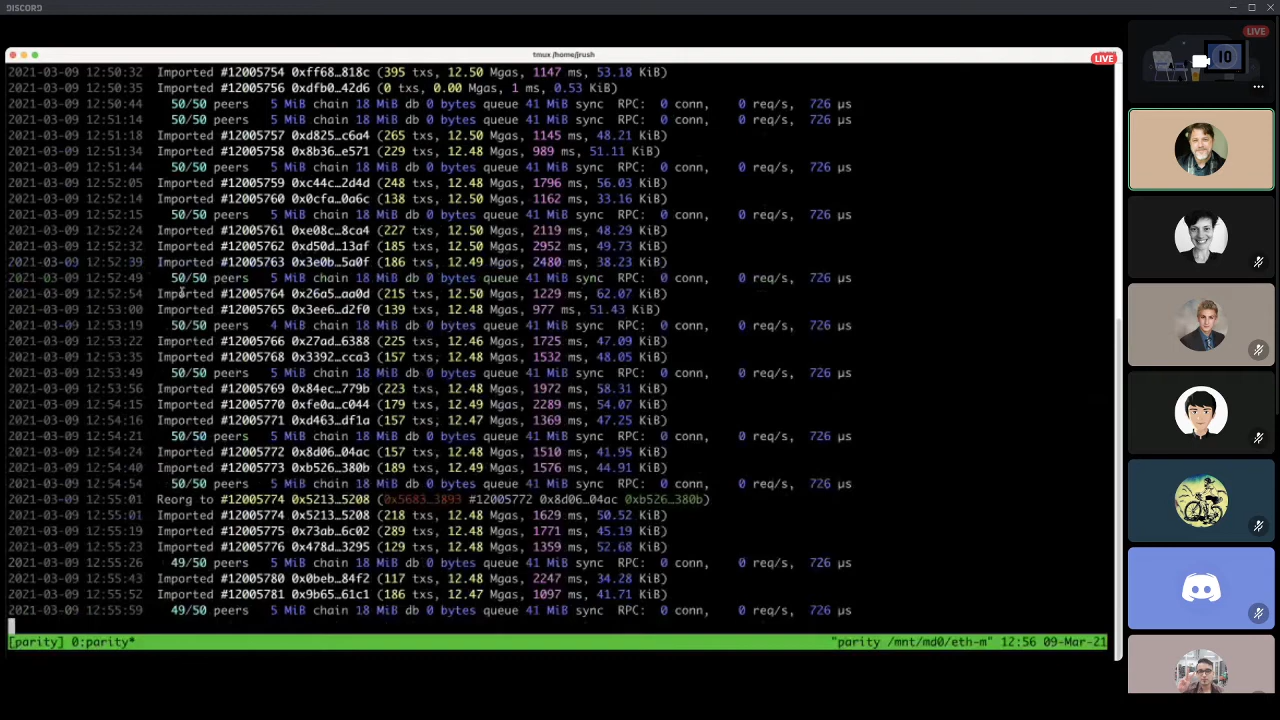 DISCORD
tmux /home/jrush
LIVE
LIVE
10
2021-03-09 12:50:32 Imported #12005754 0xff68…818c (395 txs, 12.50 Mgas, 1147 ms, 53.18 KiB)
2021-03-09 12:50:35 Imported #12005756 0xdfb0…42d6 (0 txs, 0.00 Mgas, 1 ms, 0.53 KiB)
2021-03-09 12:50:44 50/50 peers 5 MiB chain 18 MiB db 0 bytes queue 41 MiB sync RPC: 0 conn, 0 req/s, 726 µs
2021-03-09 12:51:14 50/50 peers 5 MiB chain 18 MiB db 0 bytes queue 41 MiB sync RPC: 0 conn, 0 req/s, 726 µs
2021-03-09 12:51:18 Imported #12005757 0xd825…c6a4 (265 txs, 12.50 Mgas, 1145 ms, 48.21 KiB)
2021-03-09 12:51:34 Imported #12005758 0x8b36…e571 (229 txs, 12.48 Mgas, 989 ms, 51.11 KiB)
2021-03-09 12:51:44 50/50 peers 5 MiB chain 18 MiB db 0 bytes queue 41 MiB sync RPC: 0 conn, 0 req/s, 726 µs
2021-03-09 12:52:05 Imported #12005759 0xc44c…2d4d (248 txs, 12.48 Mgas, 1796 ms, 56.03 KiB)
2021-03-09 12:52:14 Imported #12005760 0x0cfa…0a6c (138 txs, 12.50 Mgas, 1162 ms, 33.16 KiB)
2021-03-09 12:52:15 50/50 peers 5 MiB chain 18 MiB db 0 bytes queue 41 MiB sync RPC: 0 conn, 0 req/s, 726 µs
2021-03-09 12:52:24 Imported #12005761 0xe08c…8ca4 (227 txs, 12.50 Mgas, 2119 ms, 48.29 KiB)
2021-03-09 12:52:32 Imported #12005762 0xd50d…13af (185 txs, 12.50 Mgas, 2952 ms, 49.73 KiB)
2021-03-09 12:52:39 Imported #12005763 0x3e0b…5a0f (186 txs, 12.49 Mgas, 2480 ms, 38.23 KiB)
2021-03-09 12:52:49 50/50 peers 5 MiB chain 18 MiB db 0 bytes queue 41 MiB sync RPC: 0 conn, 0 req/s, 726 µs
2021-03-09 12:52:54 Imported #12005764 0x26a5…aa0d (215 txs, 12.50 Mgas, 1229 ms, 62.07 KiB)
2021-03-09 12:53:00 Imported #12005765 0x3ee6…d2f0 (139 txs, 12.48 Mgas, 977 ms, 51.43 KiB)
2021-03-09 12:53:19 50/50 peers 4 MiB chain 18 MiB db 0 bytes queue 41 MiB sync RPC: 0 conn, 0 req/s, 726 µs
2021-03-09 12:53:22 Imported #12005766 0x27ad…6388 (225 txs, 12.46 Mgas, 1725 ms, 47.09 KiB)
2021-03-09 12:53:35 Imported #12005768 0x3392…cca3 (157 txs, 12.48 Mgas, 1532 ms, 48.05 KiB)
2021-03-09 12:53:49 50/50 peers 5 MiB chain 18 MiB db 0 bytes queue 41 MiB sync RPC: 0 conn, 0 req/s, 726 µs
2021-03-09 12:53:56 Imported #12005769 0x84ec…779b (223 txs, 12.48 Mgas, 1972 ms, 58.31 KiB)
2021-03-09 12:54:15 Imported #12005770 0xfe0a…c044 (179 txs, 12.49 Mgas, 2289 ms, 54.07 KiB)
2021-03-09 12:54:20 Imported #12005771 0xd463…df1a (157 txs, 12.47 Mgas, 1369 ms, 47.25 KiB)
2021-03-09 12:54:21 50/50 peers 5 MiB chain 18 MiB db 0 bytes queue 41 MiB sync RPC: 0 conn, 0 req/s, 726 µs
2021-03-09 12:54:24 Imported #12005772 0x8d06…04ac (157 txs, 12.48 Mgas, 1510 ms, 41.95 KiB)
2021-03-09 12:54:40 Imported #12005773 0xb526…380b (189 txs, 12.49 Mgas, 1576 ms, 44.91 KiB)
2021-03-09 12:54:54 50/50 peers 5 MiB chain 18 MiB db 0 bytes queue 41 MiB sync RPC: 0 conn, 0 req/s, 726 µs
2021-03-09 12:55:01 Reorg to #12005774 0x5213…5208 (0x5683…3893 #12005772 0x8d06…04ac 0xb526…380b)
2021-03-09 12:55:01 Imported #12005774 0x5213…5208 (218 txs, 12.48 Mgas, 1629 ms, 50.52 KiB)
2021-03-09 12:55:19 Imported #12005775 0x73ab…6c02 (289 txs, 12.48 Mgas, 1771 ms, 45.19 KiB)
2021-03-09 12:55:23 Imported #12005776 0x478d…3295 (129 txs, 12.48 Mgas, 1359 ms, 52.68 KiB)
2021-03-09 12:55:26 49/50 peers 5 MiB chain 18 MiB db 0 bytes queue 41 MiB sync RPC: 0 conn, 0 req/s, 726 µs
2021-03-09 12:55:43 Imported #12005780 0x0beb…84f2 (117 txs, 12.48 Mgas, 2247 ms, 34.28 KiB)
2021-03-09 12:55:52 Imported #12005781 0x9b65…61c1 (186 txs, 12.47 Mgas, 1097 ms, 41.71 KiB)
2021-03-09 12:55:59 49/50 peers 5 MiB chain 18 MiB db 0 bytes queue 41 MiB sync RPC: 0 conn, 0 req/s, 726 µs
[parity] 0:parity* "parity /mnt/md0/eth-m" 12:56 09-Mar-21